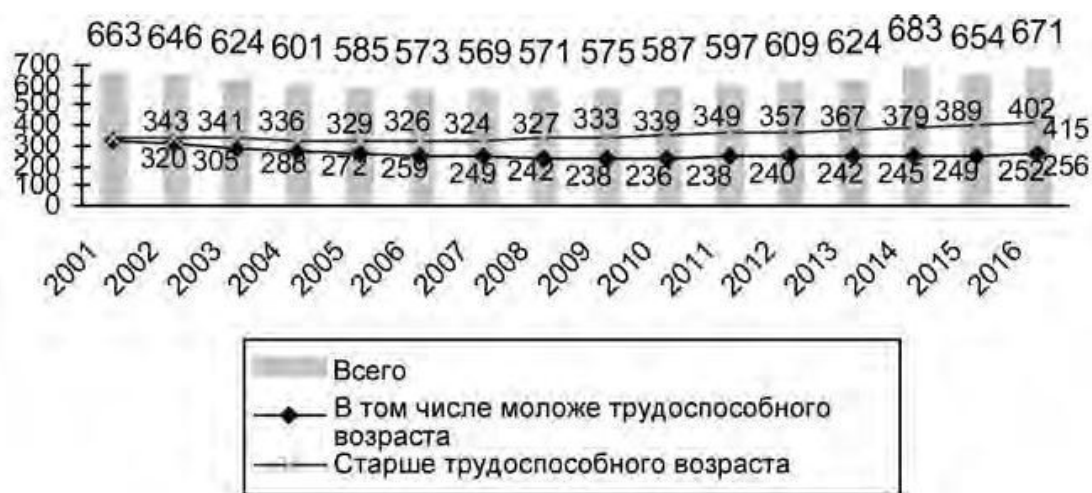 663 646 624 601 585 573 569 571 575 587 597 609 624 683 654 671
700
600
500
400
300
200
100
0
343 341 336 329 326 324 327 333 339 349 357 367 379 389 402 415
320 305 288 272 259 249 242 238 236 238 240 242 245 249 252 256
2001 2002 2003 2004 2005 2006 2007 2008 2009 2010 2011 2012 2013 2014 2015 2016
Всего
В том числе моложе трудоспособного
возраста
Старше трудоспособного возраста